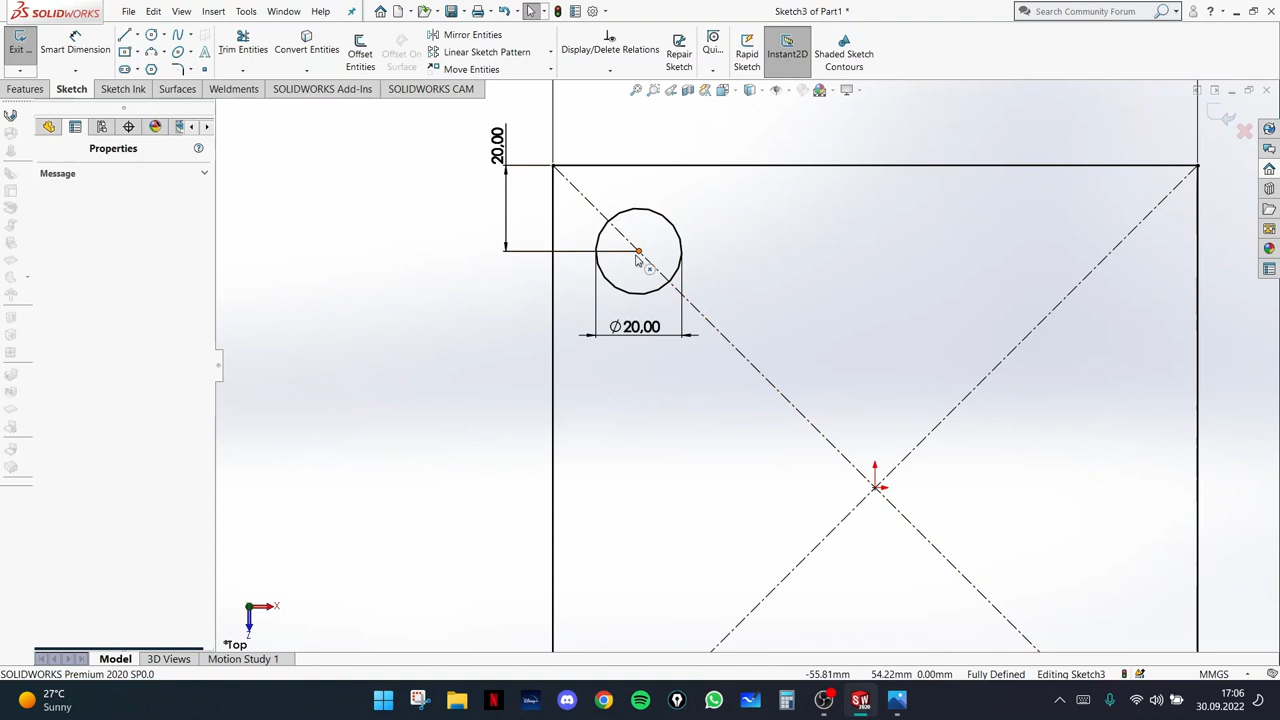 SOLIDWORKS File Edit View Insert Tools Window Sketch3 of Part1 * Search Community Forum
Exit ... Smart Dimension Trim Entities Convert Entities Offset Entities Offset On Surface Mirror Entities Linear Sketch Pattern Move Entities Display/Delete Relations Repair Sketch Qui... Rapid Sketch Instant2D Shaded Sketch Contours
Features Sketch Sketch Ink Surfaces Weldments SOLIDWORKS Add-Ins SOLIDWORKS CAM
Properties
Message
20,00
Ø20,00
X
Z
*Top
Model 3D Views Motion Study 1
SOLIDWORKS Premium 2020 SP0.0 -55.81mm 54.22mm 0.00mm Fully Defined Editing Sketch3 MMGS
27°C
Sunny
17:06
30.09.2022